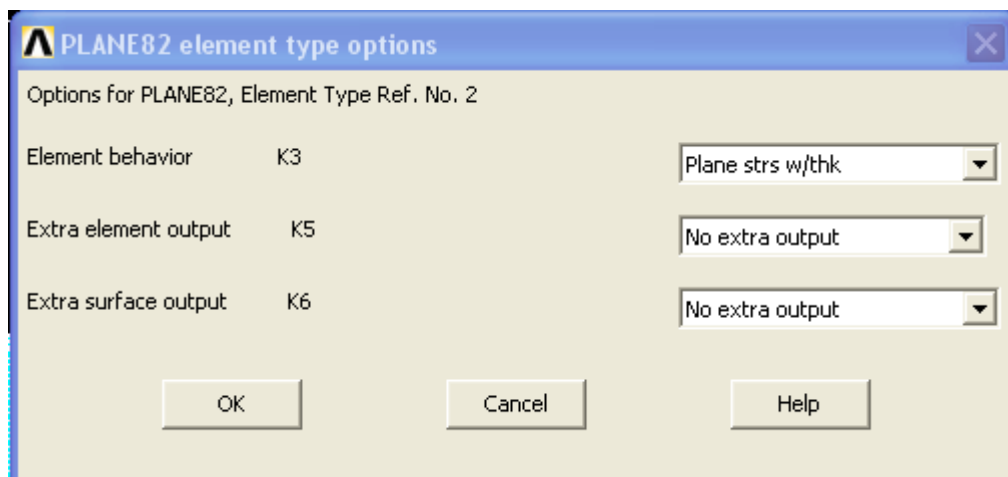 PLANE82 element type options
Options for PLANE82, Element Type Ref. No. 2
Element behavior K3 Plane strs w/thk
Extra element output K5 No extra output
Extra surface output K6 No extra output
OK Cancel Help